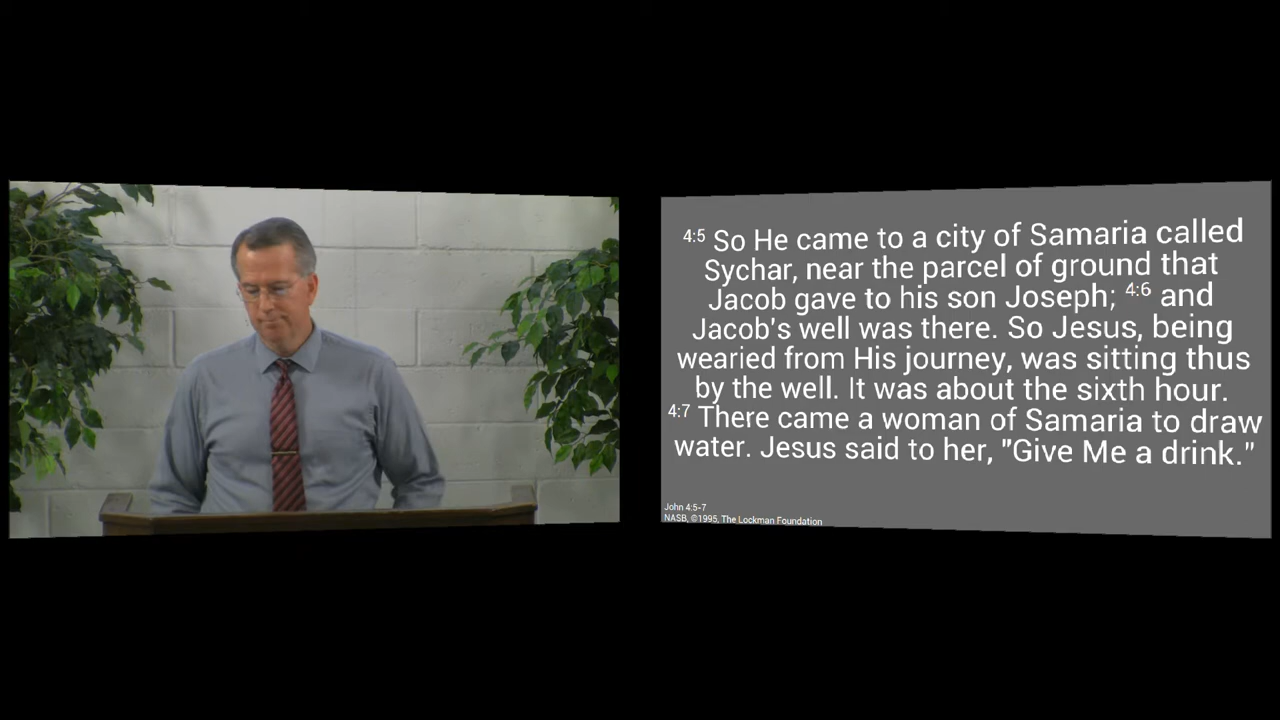 4:5 So He came to a city of Samaria called
Sychar, near the parcel of ground that
Jacob gave to his son Joseph; 4:6 and
Jacob's well was there. So Jesus, being
wearied from His journey, was sitting thus
by the well. It was about the sixth hour.
4:7 There came a woman of Samaria to draw
water. Jesus said to her, "Give Me a drink."
John 4:5-7
NASB, ©1995, The Lockman Foundation